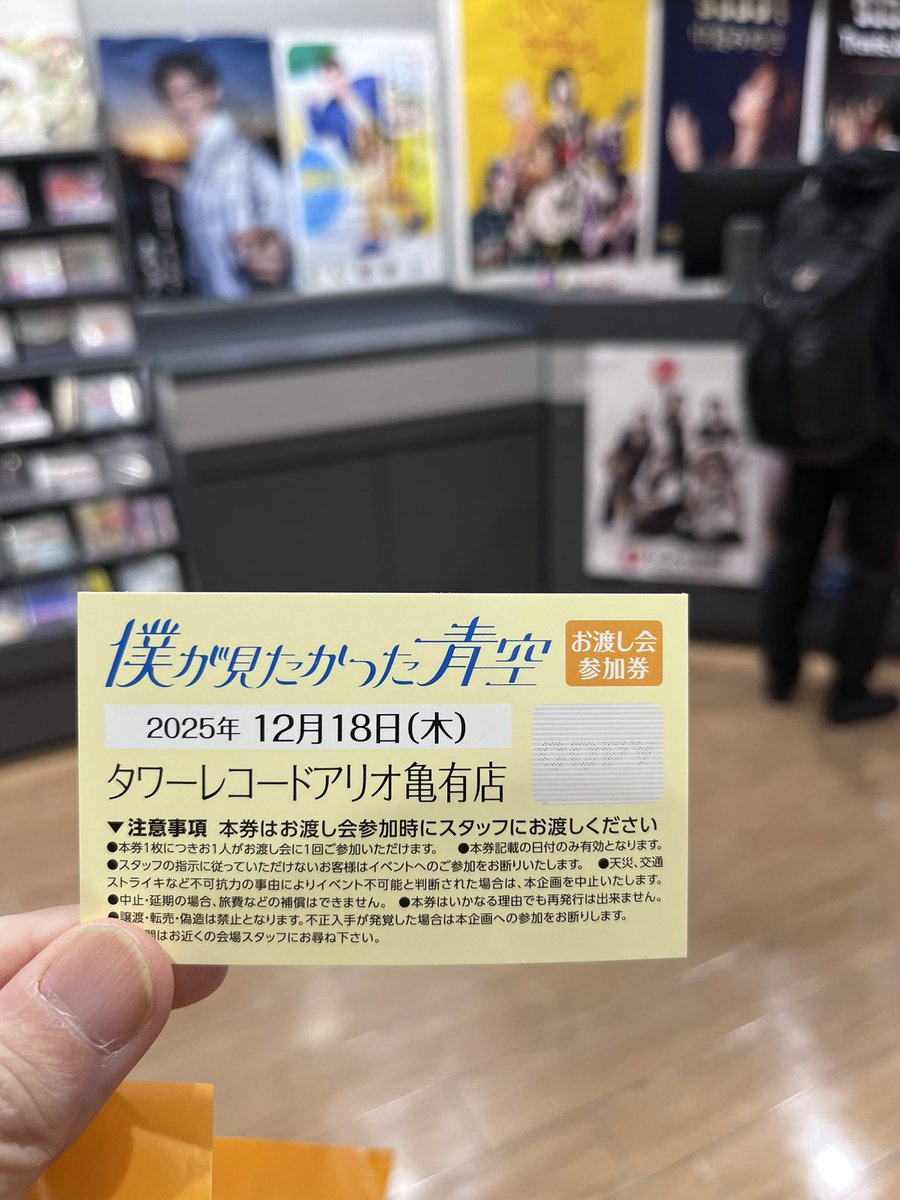 僕が見たかった青空
お渡し会
参加券
2025年 12月18日(木)
タワーレコードアリオ亀有店
COPY
▼注意事項 本券はお渡し会参加時にスタッフにお渡しください
●本券1枚につきお1人がお渡し会に1回ご参加いただけます。 ●本券記載の日付のみ有効となります。
●スタッフの指示に従っていただけないお客様はイベントへのご参加をお断りいたします。 ●天災、交通
ストライキなど不可抗力の事由によりイベント不可能と判断された場合は、本企画を中止いたします。
●中止・延期の場合、旅費などの補償はできません。 ●本券はいかなる理由でも再発行は出来ません。
●譲渡・転売・偽造は禁止となります。不正入手が発覚した場合は本企画への参加をお断りします。
間はお近くの会場スタッフにお尋ね下さい。